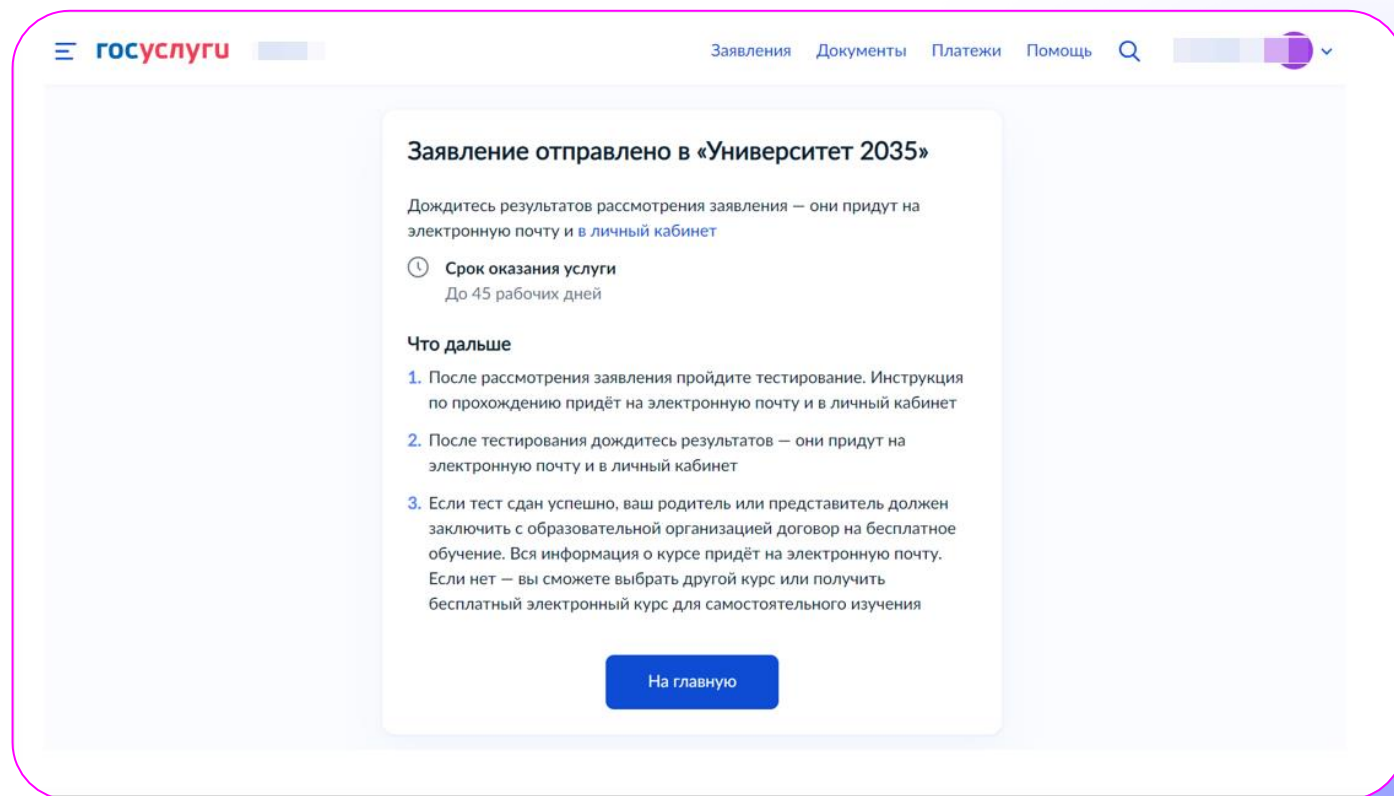 госуслуги
Заявления Документы Платежи Помощь
Заявление отправлено в «Университет 2035»
Дождитесь результатов рассмотрения заявления — они придут на
электронную почту и в личный кабинет
Срок оказания услуги
До 45 рабочих дней
Что дальше
1. После рассмотрения заявления пройдите тестирование. Инструкция
по прохождению придёт на электронную почту и в личный кабинет
2. После тестирования дождитесь результатов — они придут на
электронную почту и в личный кабинет
3. Если тест сдан успешно, ваш родитель или представитель должен
заключить с образовательной организацией договор на бесплатное
обучение. Вся информация о курсе придёт на электронную почту.
Если нет — вы сможете выбрать другой курс или получить
бесплатный электронный курс для самостоятельного изучения
На главную